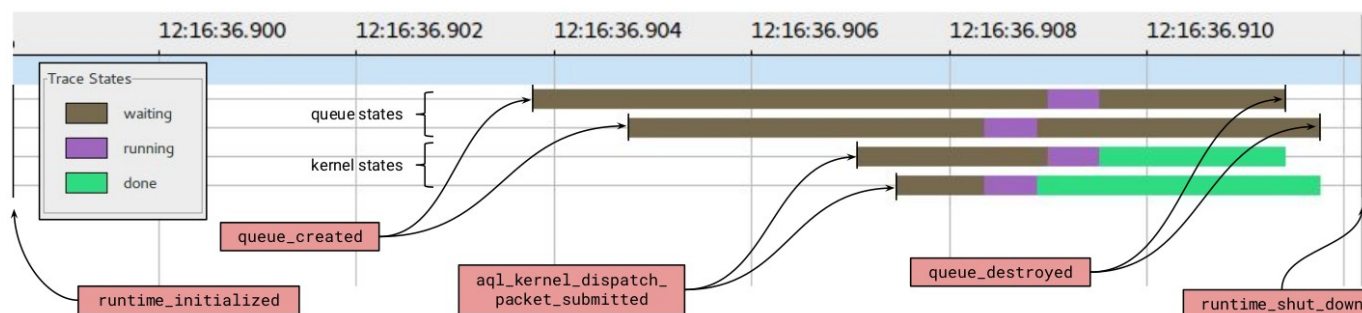 12:16:36.900 12:16:36.902 12:16:36.904 12:16:36.906 12:16:36.908 12:16:36.910
Trace States
waiting
running
done
queue states
kernel states
queue_created
aql_kernel_dispatch_
packet_submitted
queue_destroyed
runtime_initialized
runtime_shut_down